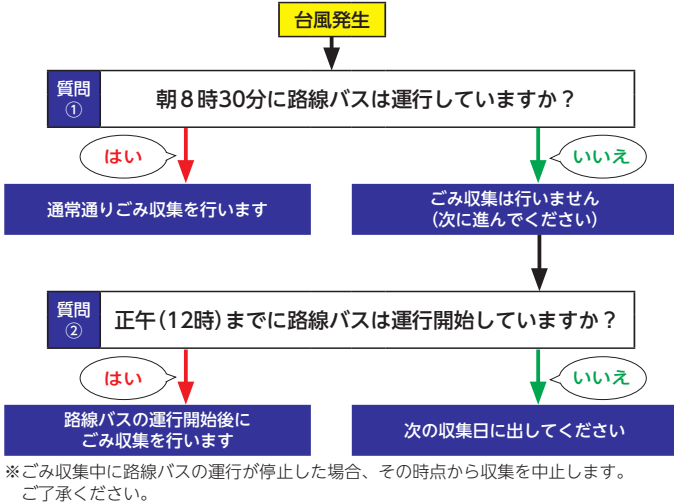 台風発生
質問
①
朝8時30分に路線バスは運行していますか？
はい
いいえ
通常通りごみ収集を行います
ごみ収集は行いません
(次に進んでください)
質問
②
正午(12時)までに路線バスは運行開始していますか？
はい
いいえ
路線バスの運行開始後に
ごみ収集を行います
次の収集日に出してください
※ごみ収集中に路線バスの運行が停止した場合、その時点から収集を中止します。
ご了承ください。